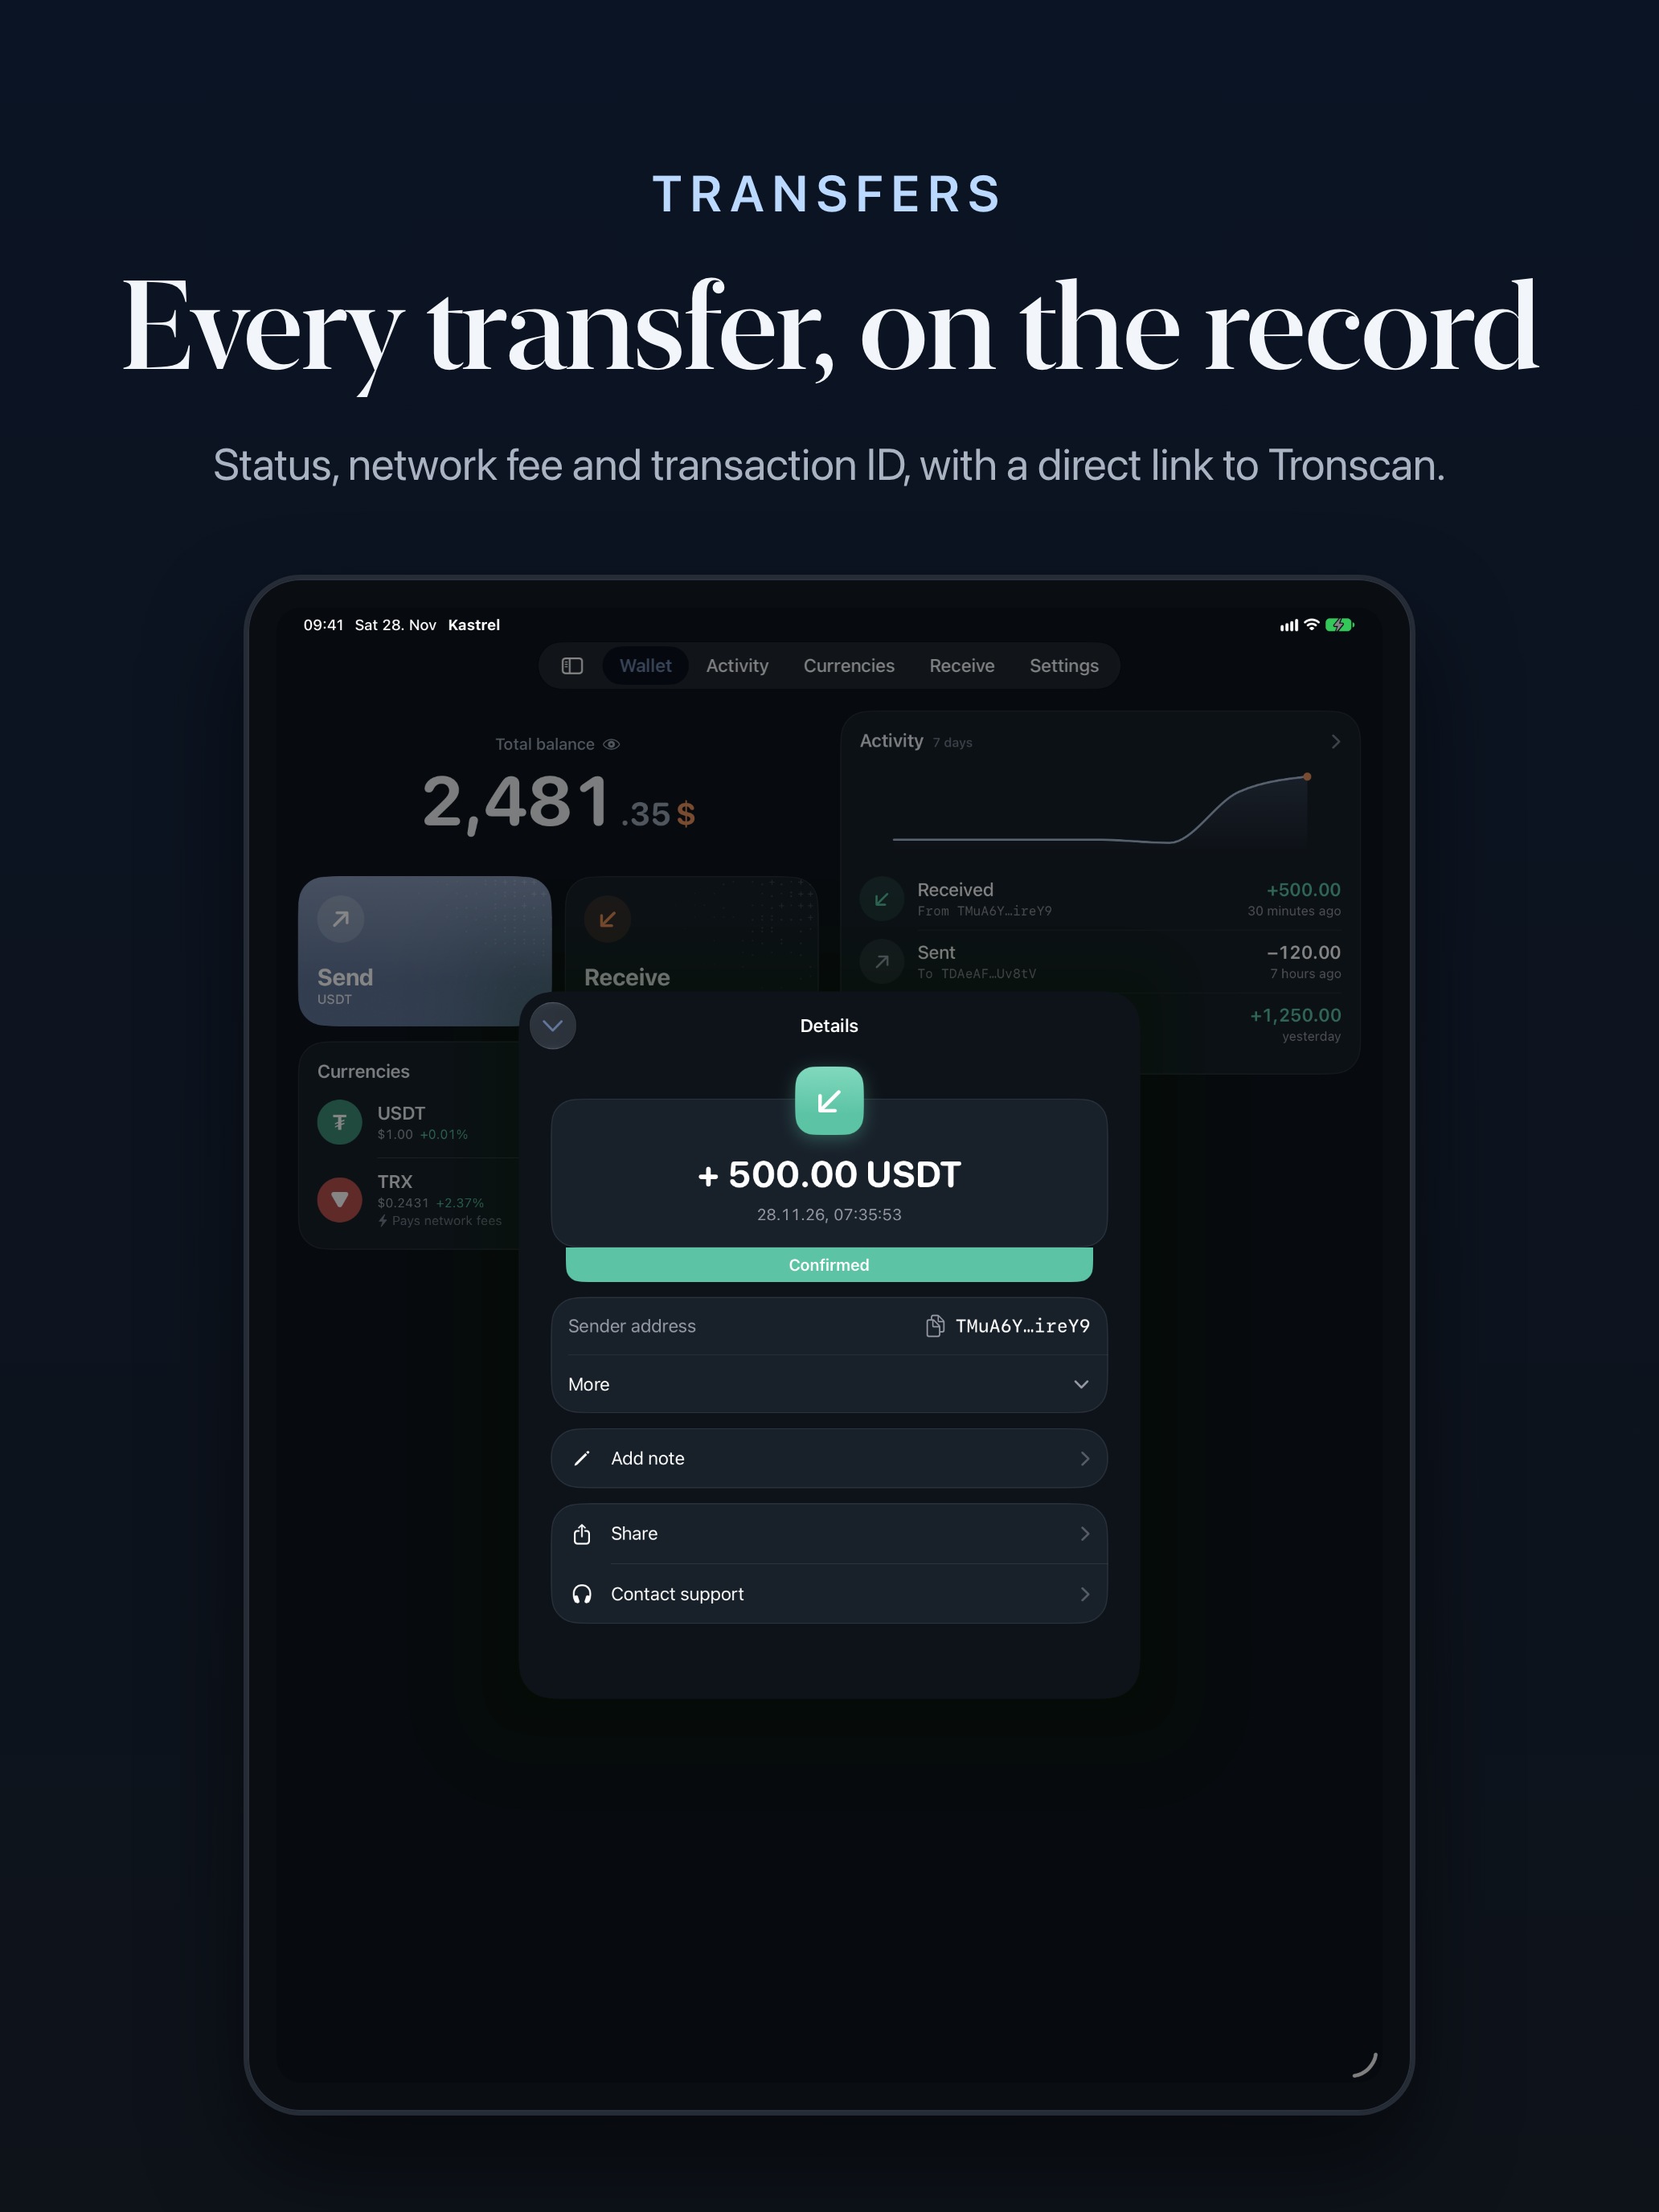 TRANSFERS
Every transfer, on the record
Status, network fee and transaction ID, with a direct link to Tronscan.
09:41 Sat 28. Nov Kastrel
Wallet Activity Currencies Receive Settings
Total balance
2,481.35$
Send
USDT
Receive
Activity 7 days
Received +500.00
From TMuA6Y…ireY9 30 minutes ago
Sent −120.00
To TDAeAF…Uv8tV 7 hours ago
+1,250.00
yesterday
Currencies
USDT
$1.00 +0.01%
TRX
$0.2431 +2.37%
Pays network fees
Details
+ 500.00 USDT
28.11.26, 07:35:53
Confirmed
Sender address TMuA6Y…ireY9
More
Add note
Share
Contact support